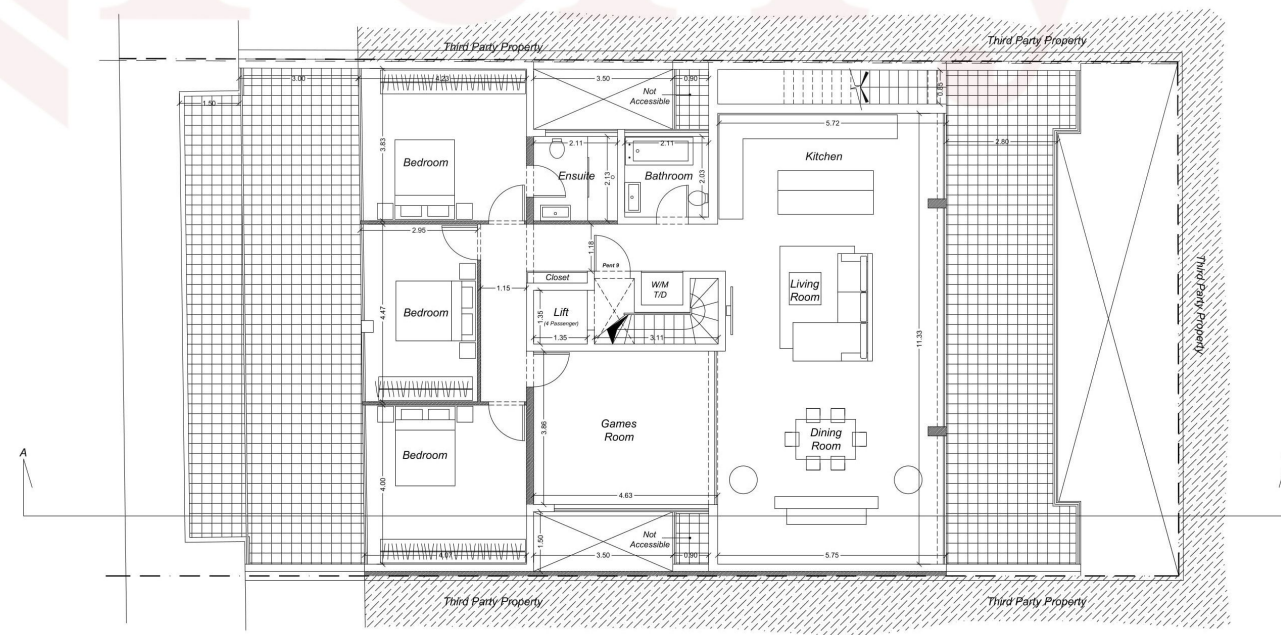 Third Party Property
Third Party Property
3.00
4.23
3.50
0.90
0.85
1.50
Not
Accessible
5.72
2.80
3.83
Bedroom
2.11
2.11
Ensuite
2.13
Bathroom
2.03
Kitchen
2.95
1.18
Pent 9
Closet
W/M
T/D
1.15
Living
Room
Third Party Property
4.47
Bedroom
Lift
(4 Passenger)
1.35
1.35
3.11
11.33
3.86
Games
Room
Dining
Room
Bedroom
A
4.00
4.63
1.50
Not
Accessible
3.50
0.90
5.75
Third Party Property
Third Party Property